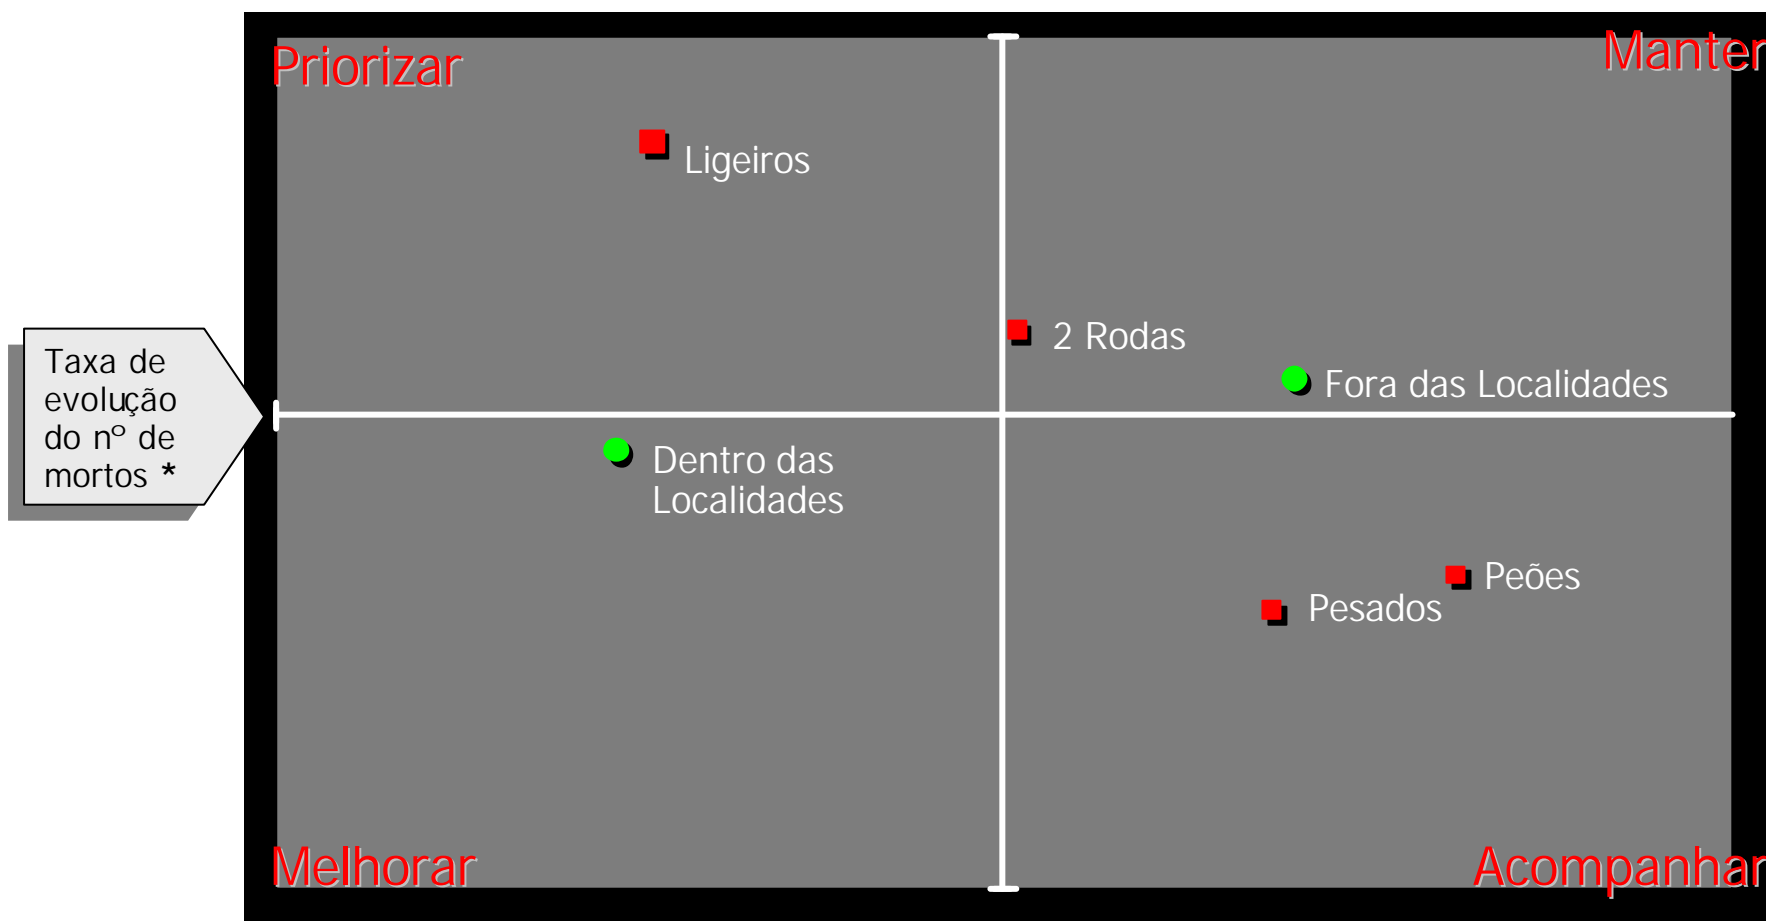 Priorizar
Manter
Ligeiros
2 Rodas
Fora das Localidades
Taxa de
evolução
do nº de
mortos *
Dentro das
Localidades
Peões
Pesados
Melhorar
Acompanhar